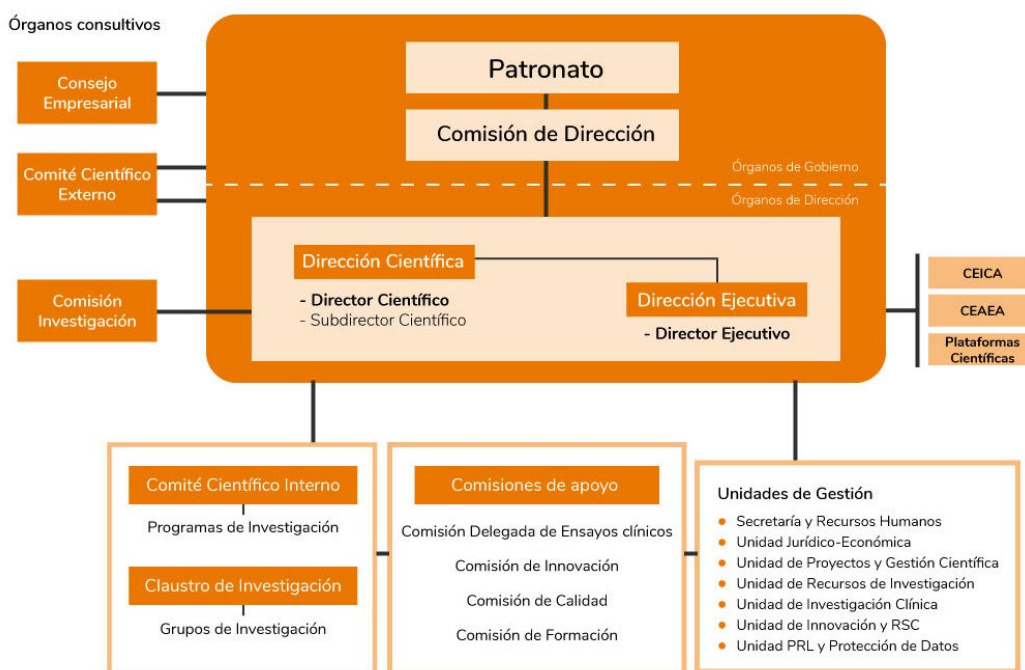 Órganos consultivos
Consejo
Empresarial
Comité Científico
Externo
Comisión
Investigación
Patronato
Comisión de Dirección
Órganos de Gobierno
Órganos de Dirección
Dirección Científica
- Director Científico
- Subdirector Científico
Dirección Ejecutiva
- Director Ejecutivo
CEICA
CEAEA
Plataformas
Científicas
Comité Científico Interno
Programas de Investigación
Claustro de Investigación
Grupos de Investigación
Comisiones de apoyo
Comisión Delegada de Ensayos clínicos
Comisión de Innovación
Comisión de Calidad
Comisión de Formación
Unidades de Gestión
• Secretaría y Recursos Humanos
• Unidad Jurídico-Económica
• Unidad de Proyectos y Gestión Científica
• Unidad de Recursos de Investigación
• Unidad de Investigación Clínica
• Unidad de Innovación y RSC
• Unidad PRL y Protección de Datos